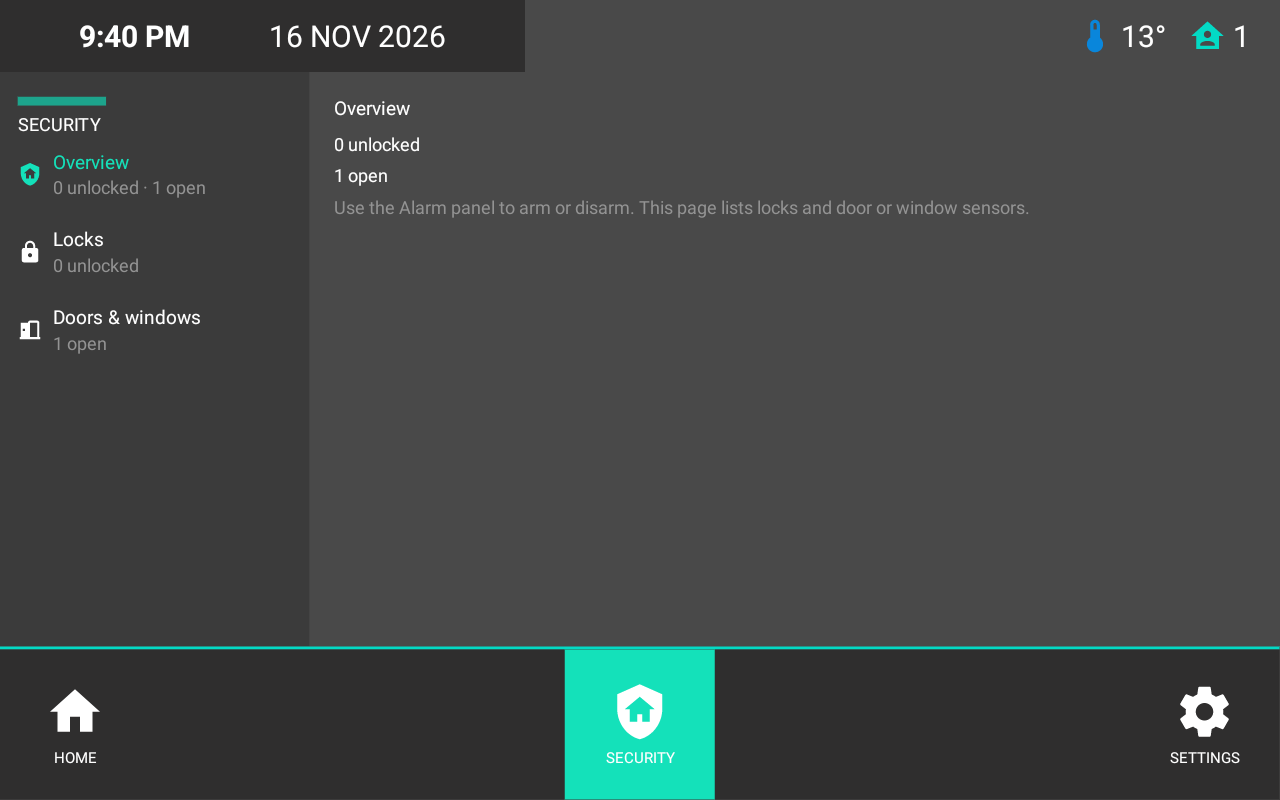 9:40 PM 16 NOV 2026 13° 1
SECURITY
Overview
0 unlocked · 1 open
Locks
0 unlocked
Doors & windows
1 open
Overview
0 unlocked
1 open
Use the Alarm panel to arm or disarm. This page lists locks and door or window sensors.
HOME
SECURITY
SETTINGS